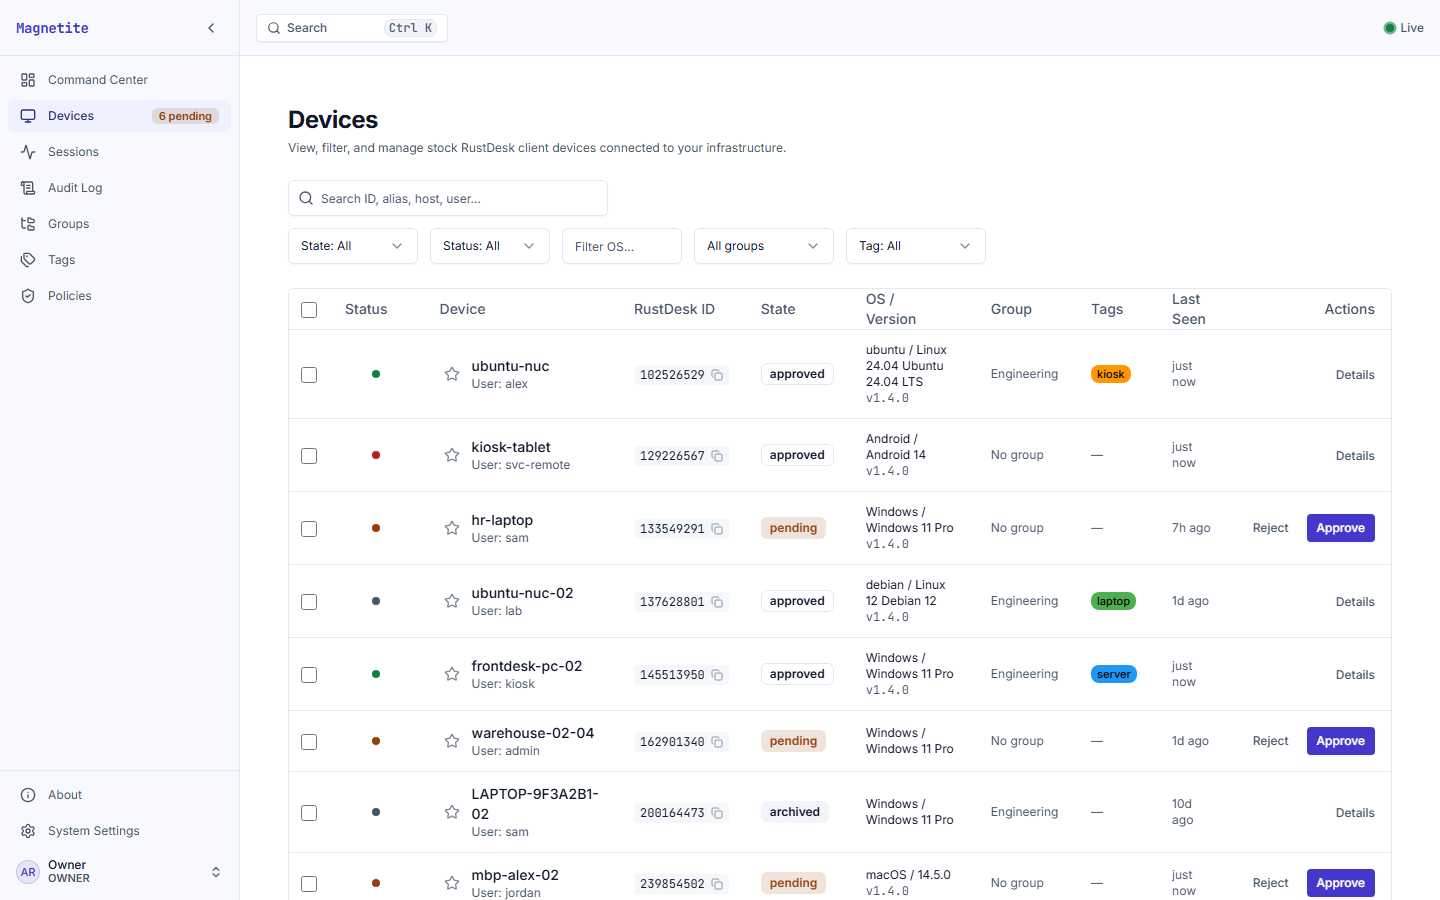 Magnetite
Search Ctrl K
Live
Command Center
Devices 6 pending
Sessions
Audit Log
Groups
Tags
Policies
About
System Settings
AR
Owner
OWNER
Devices
View, filter, and manage stock RustDesk client devices connected to your infrastructure.
Search ID, alias, host, user...
State: All Status: All Filter OS... All groups Tag: All
Status Device RustDesk ID State OS / Version Group Tags Last Seen Actions
ubuntu-nuc
User: alex
102526529
approved
ubuntu / Linux
24.04 Ubuntu
24.04 LTS
v1.4.0
Engineering
kiosk
just
now
Details
kiosk-tablet
User: svc-remote
129226567
approved
Android /
Android 14
v1.4.0
No group
—
just
now
Details
hr-laptop
User: sam
133549291
pending
Windows /
Windows 11 Pro
v1.4.0
No group
—
7h ago
Reject Approve
ubuntu-nuc-02
User: lab
137628801
approved
debian / Linux
12 Debian 12
v1.4.0
Engineering
laptop
1d ago
Details
frontdesk-pc-02
User: kiosk
145513950
approved
Windows /
Windows 11 Pro
v1.4.0
Engineering
server
just
now
Details
warehouse-02-04
User: admin
162901340
pending
Windows /
Windows 11 Pro
No group
—
1d ago
Reject Approve
LAPTOP-9F3A2B1-
02
User: sam
200164473
archived
Windows /
Windows 11 Pro
Engineering
—
10d
ago
Details
mbp-alex-02
User: jordan
239854502
pending
macOS / 14.5.0
v1.4.0
No group
—
just
now
Reject Approve